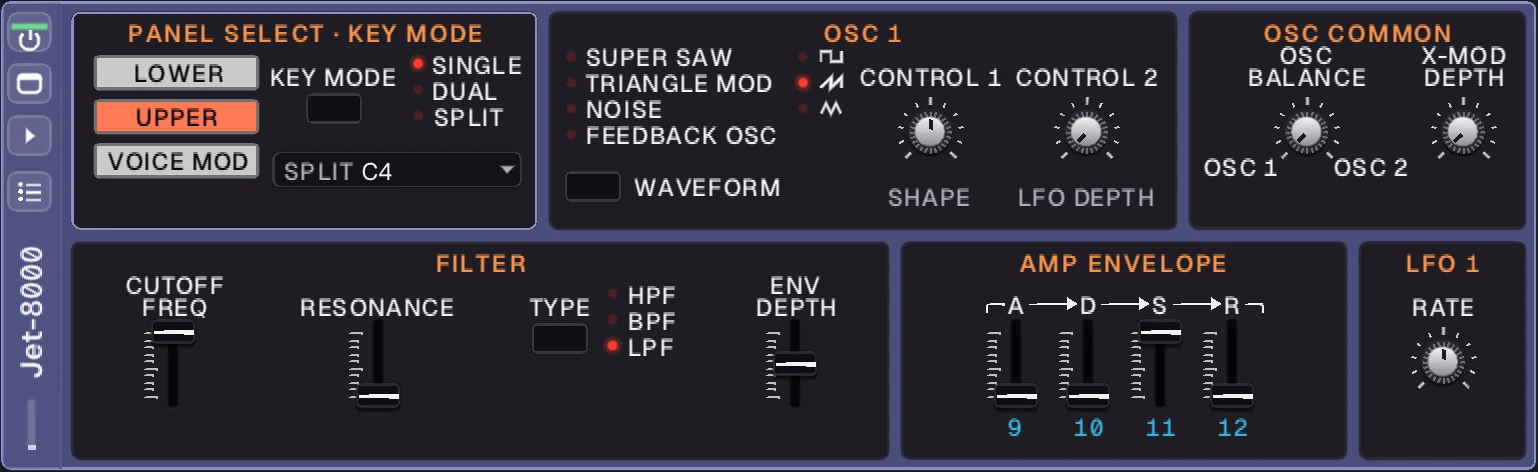 Jet-8000
PANEL SELECT · KEY MODE
LOWER
UPPER
VOICE MOD
KEY MODE
SINGLE
DUAL
SPLIT
SPLIT C4
OSC 1
SUPER SAW
TRIANGLE MOD
NOISE
FEEDBACK OSC
WAVEFORM
CONTROL 1
SHAPE
CONTROL 2
LFO DEPTH
OSC COMMON
OSC
BALANCE
OSC 1
OSC 2
X-MOD
DEPTH
FILTER
CUTOFF
FREQ
RESONANCE
TYPE
HPF
BPF
LPF
ENV
DEPTH
AMP ENVELOPE
A D S R
9 10 11 12
LFO 1
RATE